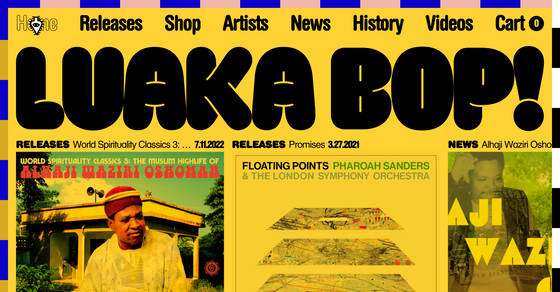 Home Releases Shop Artists News History Videos Cart 0
LUAKA BOP!
RELEASES World Spirituality Classics 3: ... 7.11.2022
RELEASES Promises 3.27.2021
NEWS Alhaji Waziri Osho
WORLD SPIRITUALITY CLASSICS 3: THE MUSLIM HIGHLIFE OF
ALHAJI WAZIRI OSHOMAH
FLOATING POINTS PHAROAH SANDERS
& THE LONDON SYMPHONY ORCHESTRA
AJI
WAZ